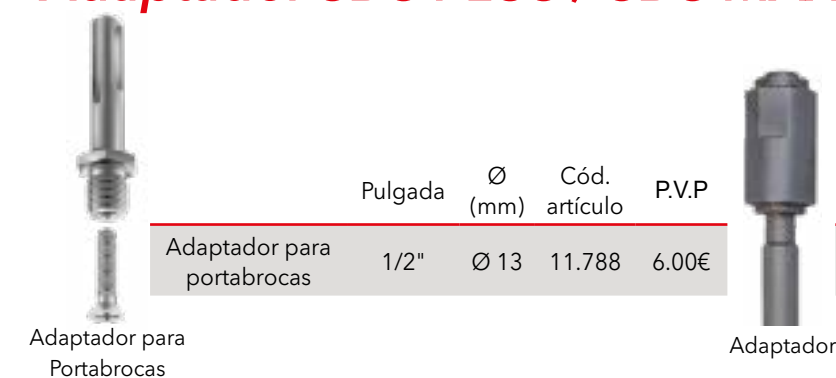 Pulgada
Ø
(mm)
Cód.
artículo
P.V.P
Adaptador para
portabrocas
1/2"
Ø 13
11.788
6.00€
Adaptador para
Portabrocas
Adaptador